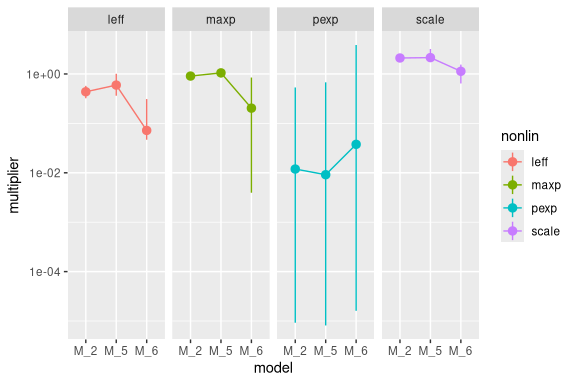 leff maxp pexp scale
multiplier
1e+00
1e-02
1e-04
M_2 M_5 M_6 M_2 M_5 M_6 M_2 M_5 M_6 M_2 M_5 M_6
model
nonlin
leff
maxp
pexp
scale